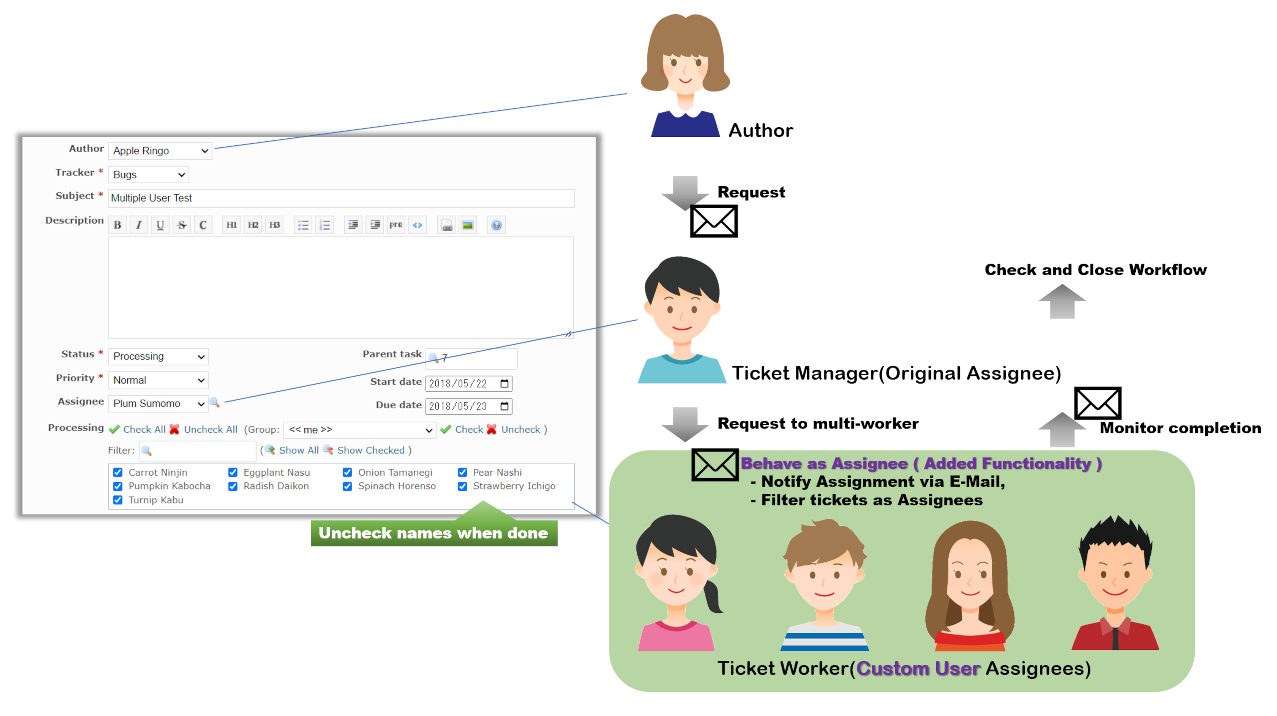 Author Apple Ringo
Tracker * Bugs
Subject * Multiple User Test
Description B I U S C H1 H2 H3 pre <>
Status * Processing
Parent task 7
Priority * Normal
Start date 2018/05/22
Assignee Plum Sumomo
Due date 2018/05/23
Processing Check All Uncheck All (Group: << me >> Check Uncheck )
Filter: ( Show All Show Checked )
Carrot Ninjin Eggplant Nasu Onion Tamanegi Pear Nashi
Pumpkin Kabocha Radish Daikon Spinach Horenso Strawberry Ichigo
Turnip Kabu
Uncheck names when done
Author
Request
Ticket Manager(Original Assignee)
Check and Close Workflow
Request to multi-worker
Monitor completion
Behave as Assignee ( Added Functionality )
- Notify Assignment via E-Mail,
- Filter tickets as Assignees
Ticket Worker(Custom User Assignees)